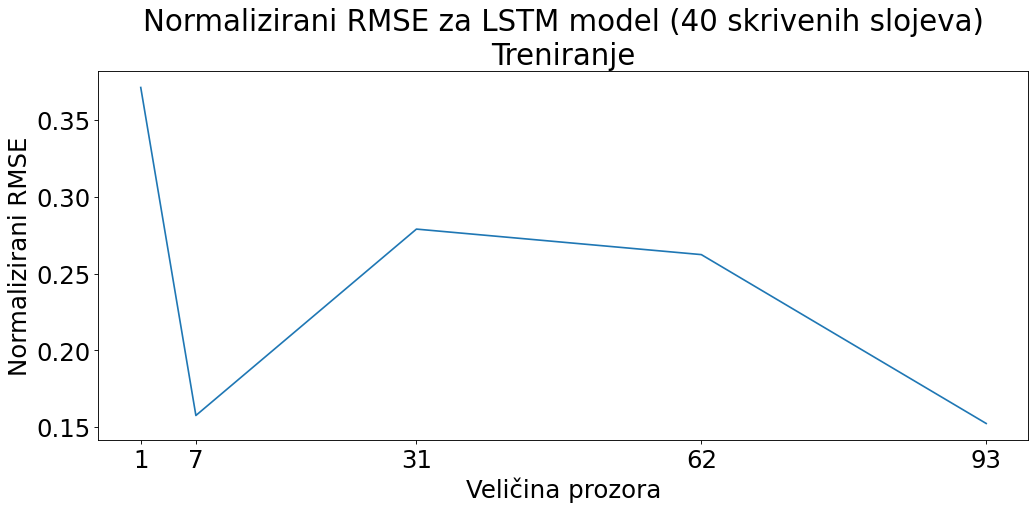 Normalizirani RMSE za LSTM model (40 skrivenih slojeva)
Treniranje
Normalizirani RMSE
0.35
0.30
0.25
0.20
0.15
1 7 31 62 93
Veličina prozora